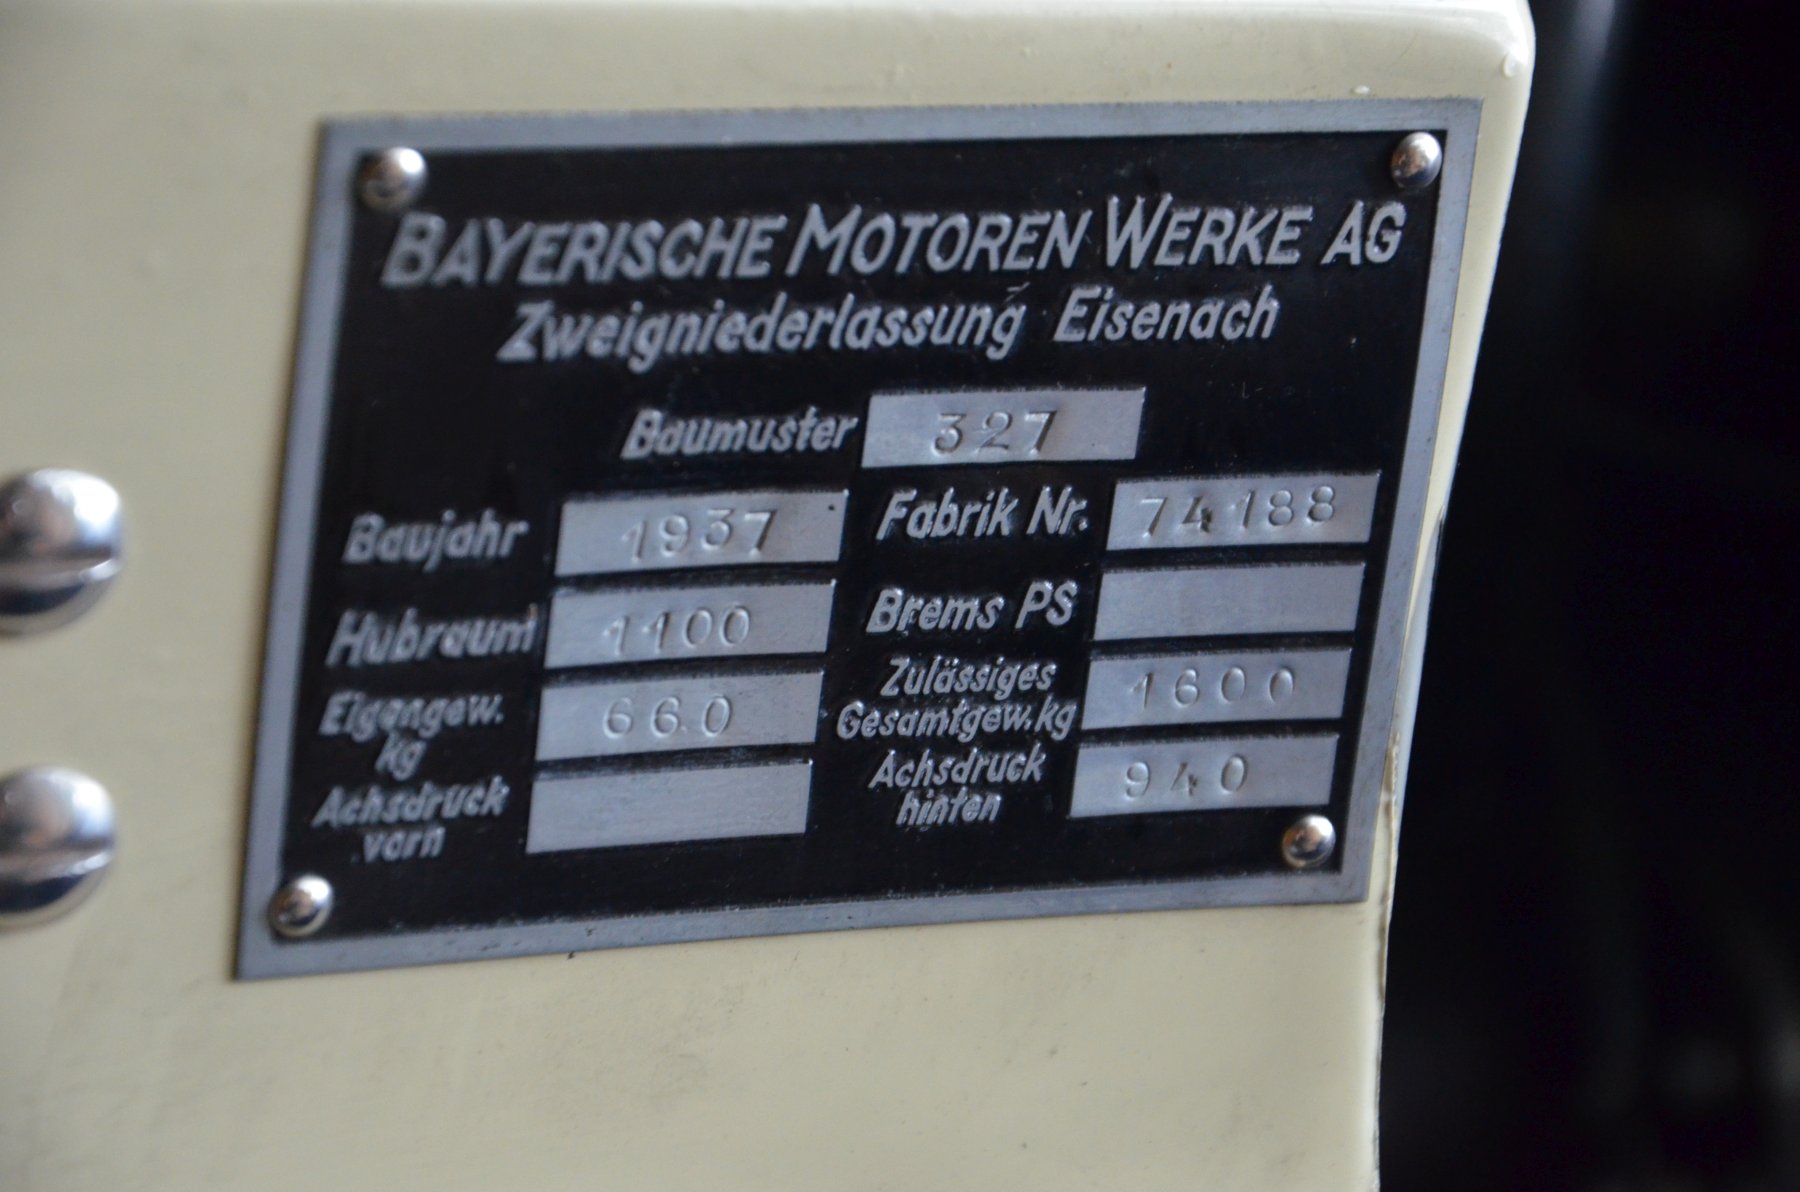 BAYERISCHE MOTOREN WERKE AG
Zweigniederlassung Eisenach
Baumuster 327
Baujahr 1937 Fabrik Nr. 74188
Hubraum 1100 Brems PS
Eigengew. kg 660 Zulässiges Gesamtgew. kg 1600
Achsdruck vorn Achsdruck hinten 940